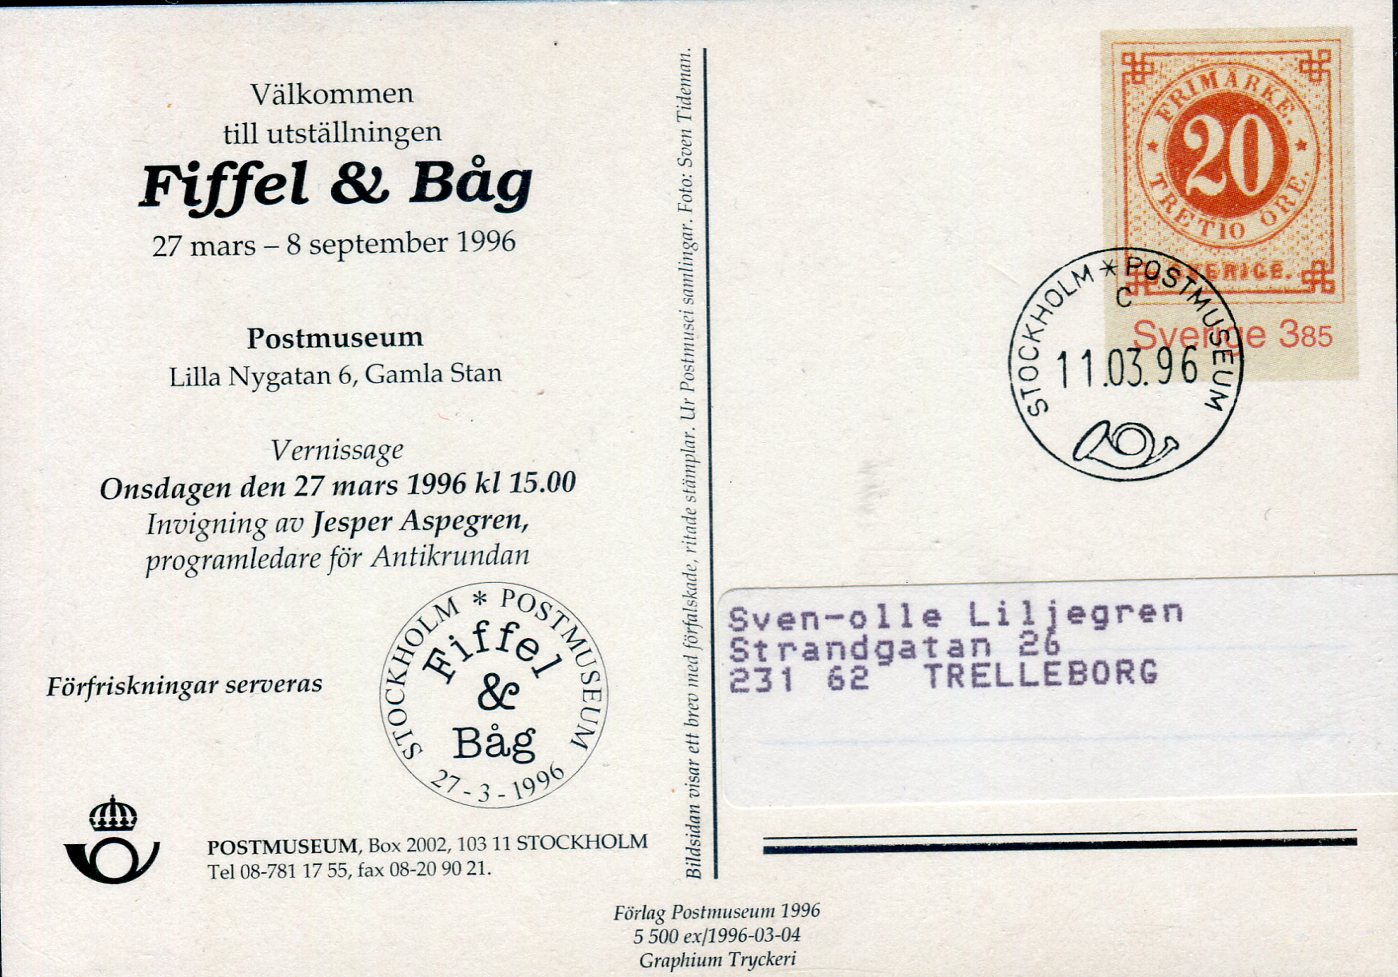 Välkommen
till utställningen
Fiffel & Båg
27 mars – 8 september 1996
Postmuseum
Lilla Nygatan 6, Gamla Stan
Vernissage
Onsdagen den 27 mars 1996 kl 15.00
Invigning av Jesper Aspegren,
programledare för Antikrundan
Förfriskningar serveras
STOCKHOLM * POSTMUSEUM
Fiffel
&
Båg
27 - 3 - 1996
POSTMUSEUM, Box 2002, 103 11 STOCKHOLM
Tel 08-781 17 55, fax 08-20 90 21.
Bildsidan visar ett brev med förfalskade, ritade stämplar. Ur Postmusei samlingar. Foto: Sven Tideman.
FRIMÄRKE.
20
TRETIO ÖRE.
SVERIGE.
Sverige 385
STOCKHOLM * POSTMUSEUM
C
11.03.96
Sven-olle Liljegren
Strandgatan 26
231 62 TRELLEBORG
Förlag Postmuseum 1996
5 500 ex/1996-03-04
Graphium Tryckeri